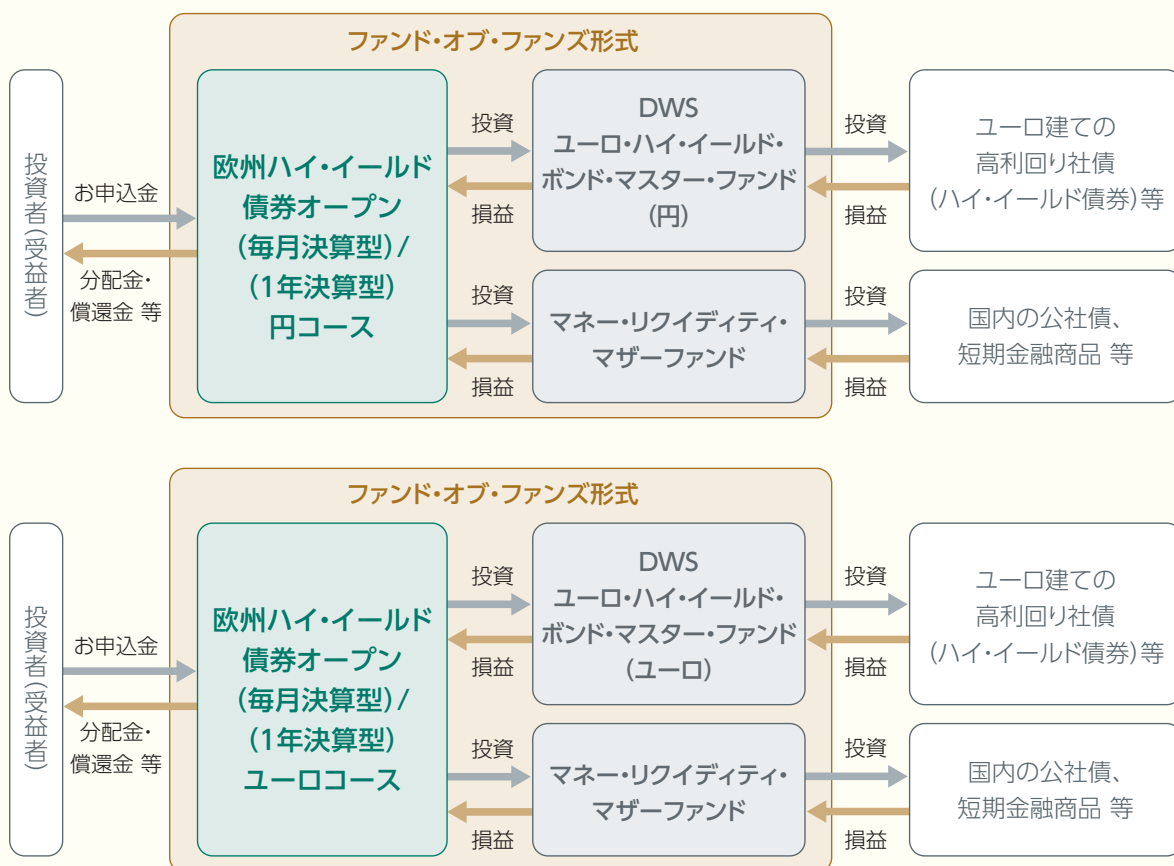 ファンド・オブ・ファンズ形式
投資者(受益者)
お申込金
分配金・
償還金 等
欧州ハイ・イールド
債券オープン
(毎月決算型)/
(1年決算型)
円コース
投資
損益
DWS
ユーロ・ハイ・イールド・
ボンド・マスター・ファンド
(円)
投資
損益
ユーロ建ての
高利回り社債
(ハイ・イールド債券)等
投資
損益
マネー・リクイディティ・
マザーファンド
投資
損益
国内の公社債、
短期金融商品 等
ファンド・オブ・ファンズ形式
投資者(受益者)
お申込金
分配金・
償還金 等
欧州ハイ・イールド
債券オープン
(毎月決算型)/
(1年決算型)
ユーロコース
投資
損益
DWS
ユーロ・ハイ・イールド・
ボンド・マスター・ファンド
(ユーロ)
投資
損益
ユーロ建ての
高利回り社債
(ハイ・イールド債券)等
投資
損益
マネー・リクイディティ・
マザーファンド
投資
損益
国内の公社債、
短期金融商品 等